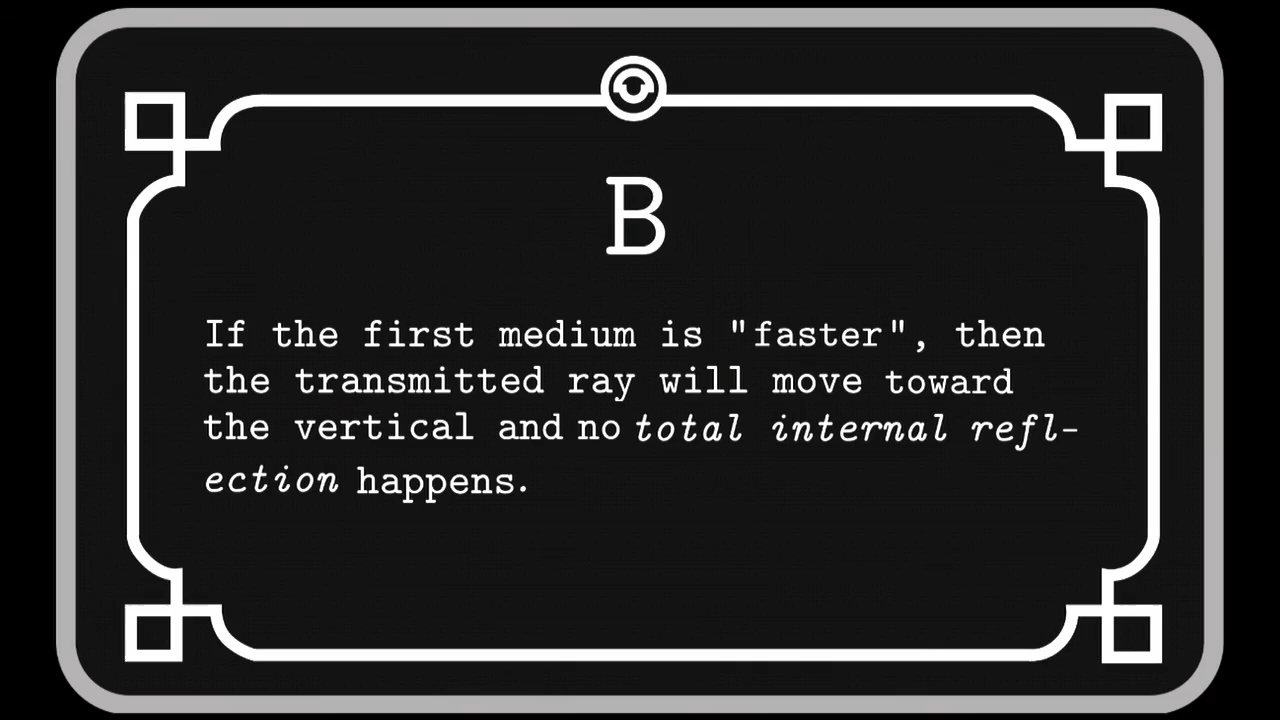 B
If the first medium is "faster", then
the transmitted ray will move toward
the vertical and no total internal refl-
ection happens.